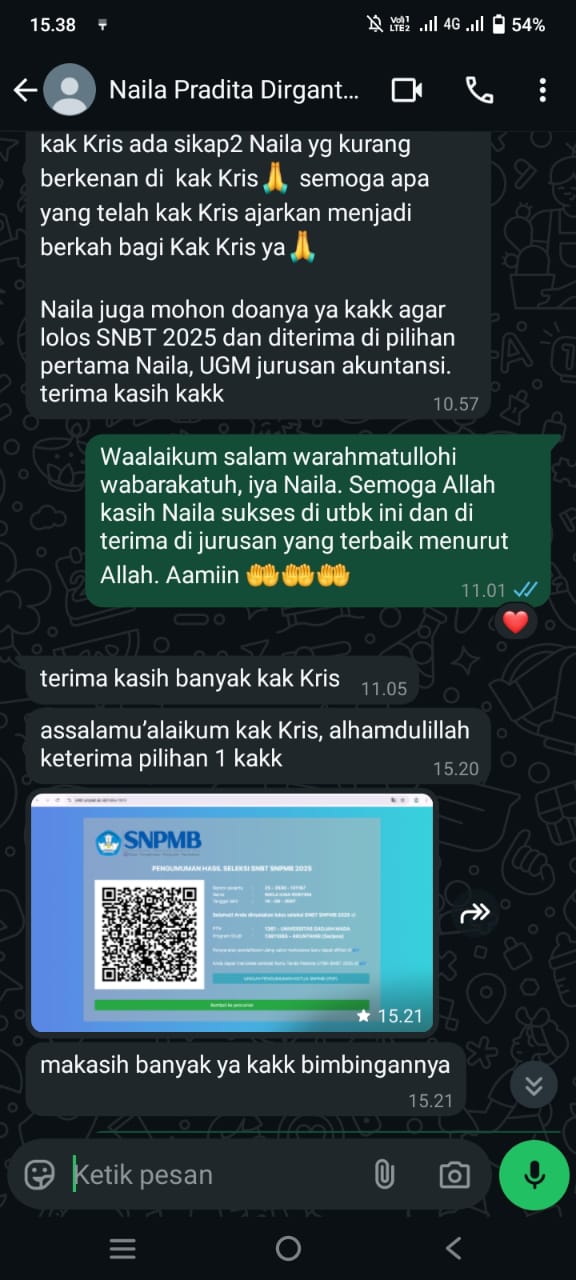 15.38
Vo1)
LTE2
4G
54%
Naila Pradita Dirgant...
kak Kris ada sikap2 Naila yg kurang
berkenan di kak Kris🙏 semoga apa
yang telah kak Kris ajarkan menjadi
berkah bagi Kak Kris ya🙏
Naila juga mohon doanya ya kakk agar
lolos SNBT 2025 dan diterima di pilihan
pertama Naila, UGM jurusan akuntansi.
terima kasih kakk
10.57
Waalaikum salam warahmatullohi
wabarakatuh, iya Naila. Semoga Allah
kasih Naila sukses di utbk ini dan di
terima di jurusan yang terbaik menurut
Allah. Aamiin 🤲🤲🤲
11.01
❤️
terima kasih banyak kak Kris
11.05
assalamu’alaikum kak Kris, alhamdulillah
keterima pilihan 1 kakk
15.20
SNPMB
PENGUMUMAN HASIL SELEKSI SNBT SNPMB 2025
15.21
makasih banyak ya kakk bimbingannya
15.21
Ketik pesan